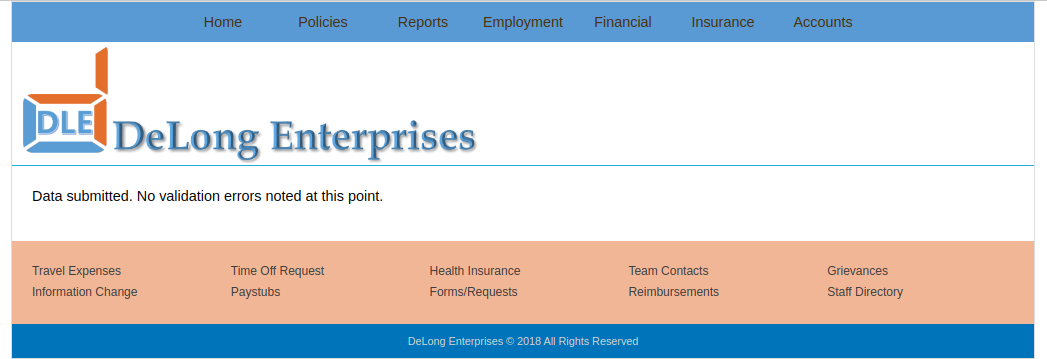 Home Policies Reports Employment Financial Insurance Accounts
DLE
DeLong Enterprises
Data submitted. No validation errors noted at this point.
Travel Expenses Time Off Request Health Insurance Team Contacts Grievances
Information Change Paystubs Forms/Requests Reimbursements Staff Directory
DeLong Enterprises © 2018 All Rights Reserved